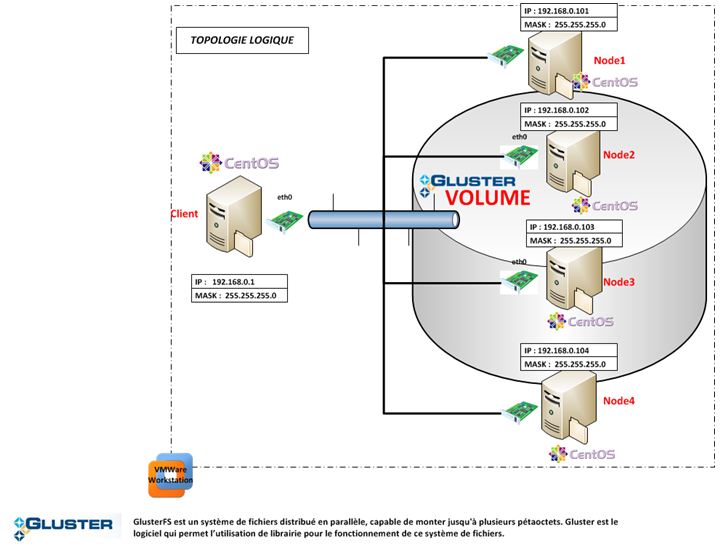 IP : 192.168.0.101
MASK : 255.255.255.0
TOPOLOGIE LOGIQUE
Node1
CentOS
IP : 192.168.0.102
MASK : 255.255.255.0
eth0
Node2
CentOS
GLUSTER
VOLUME
CentOS
eth0
Client
CentOS
IP : 192.168.0.103
MASK : 255.255.255.0
eth0
Node3
IP : 192.168.0.1
MASK : 255.255.255.0
CentOS
IP : 192.168.0.104
MASK : 255.255.255.0
Node4
CentOS
VMWare
Workstation
GLUSTER
GlusterFS est un système de fichiers distribué en parallèle, capable de monter jusqu'à plusieurs pétaoctets. Gluster est le
logiciel qui permet l'utilisation de librairie pour le fonctionnement de ce système de fichiers.